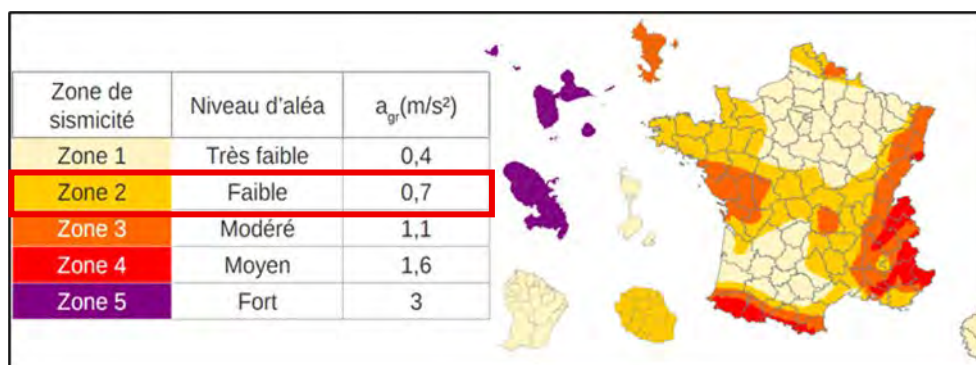 Zone de sismicité Niveau d'aléa agr(m/s²)
Zone 1 Très faible 0,4
Zone 2 Faible 0,7
Zone 3 Modéré 1,1
Zone 4 Moyen 1,6
Zone 5 Fort 3